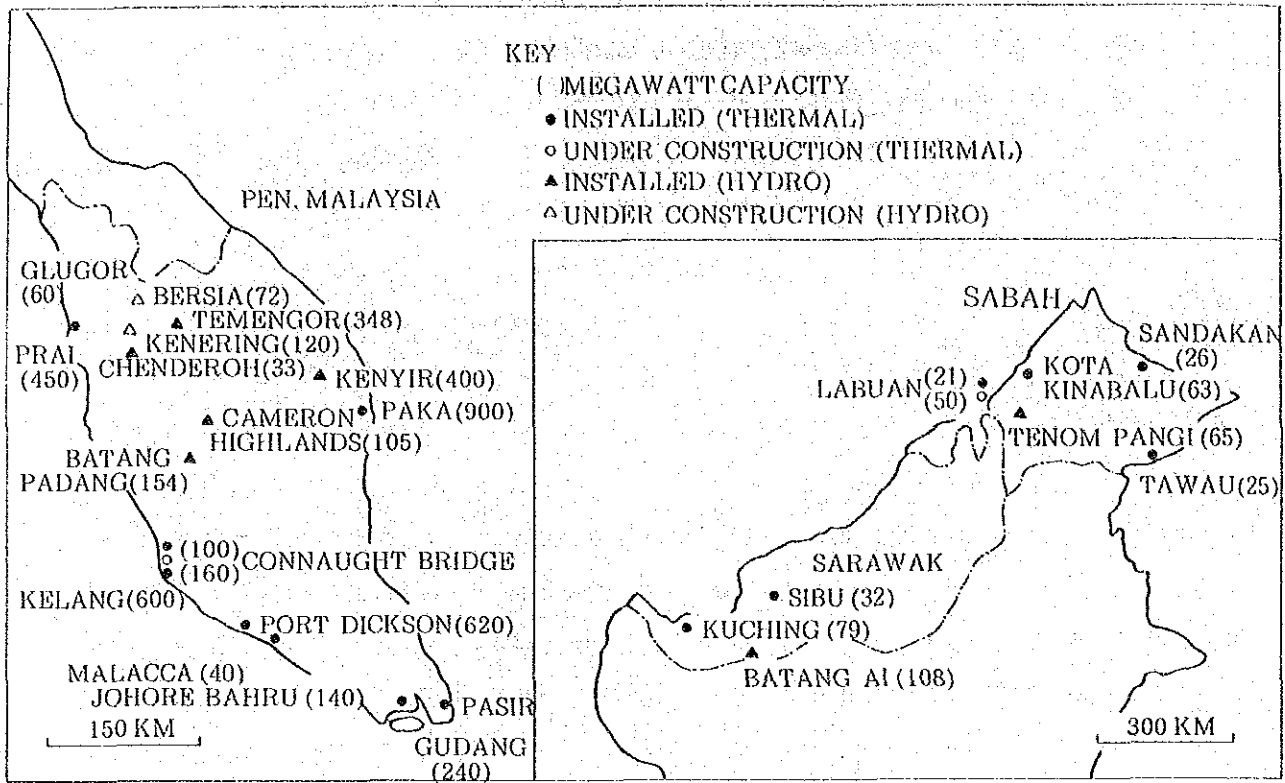 KEY
( )MEGAWATT CAPACITY
INSTALLED (THERMAL)
UNDER CONSTRUCTION (THERMAL)
INSTALLED (HYDRO)
UNDER CONSTRUCTION (HYDRO)
PEN. MALAYSIA
GLUGOR
(60)
BERSIA(72)
TEMENGOR(348)
KENERING(120)
PRAI
(450)
CHENDEROH(33)
KENYIR(400)
CAMERON
HIGHLANDS(105)
PAKA(900)
BATANG
PADANG(154)
(100)
CONNAUGHT BRIDGE
(160)
KELANG(600)
PORT DICKSON(620)
MALACCA(40)
JOHORE BAHRU(140)
PASIR
GUDANG
(240)
150 KM
SABAH
SANDAKAN
(26)
LABUAN
(21)
(50)
KOTA
KINABALU(63)
TENOM PANGI(65)
TAWAU(25)
SARAWAK
SIBU(32)
KUCHING(79)
BATANG AI(108)
300 KM